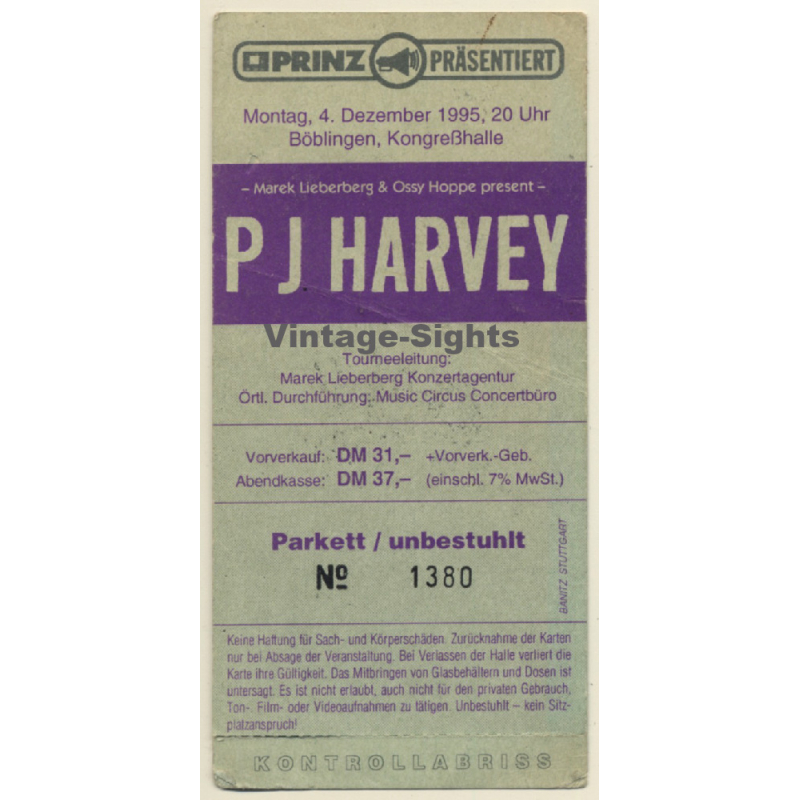 PRINZ PRÄSENTIERT
Montag, 4. Dezember 1995, 20 Uhr
Böblingen, Kongreßhalle
– Marek Lieberberg & Ossy Hoppe present –
P J HARVEY
Vintage-Sights
Tourneeleitung:
Marek Lieberberg Konzertagentur
Örtl. Durchführung: Music Circus Concertbüro
Vorverkauf: DM 31,– +Vorverk.-Geb.
Abendkasse: DM 37,– (einschl. 7% MwSt.)
Parkett / unbestuhlt
Nº 1380
BANITZ STUTTGART
Keine Haftung für Sach- und Körperschäden. Zurücknahme der Karten
nur bei Absage der Veranstaltung. Bei Verlassen der Halle verliert die
Karte ihre Gültigkeit. Das Mitbringen von Glasbehältern und Dosen ist
untersagt. Es ist nicht erlaubt, auch nicht für den privaten Gebrauch,
Ton-, Film- oder Videoaufnahmen zu tätigen. Unbestuhlt – kein Sitz-
platzanspruch!
KONTROLLABRISS